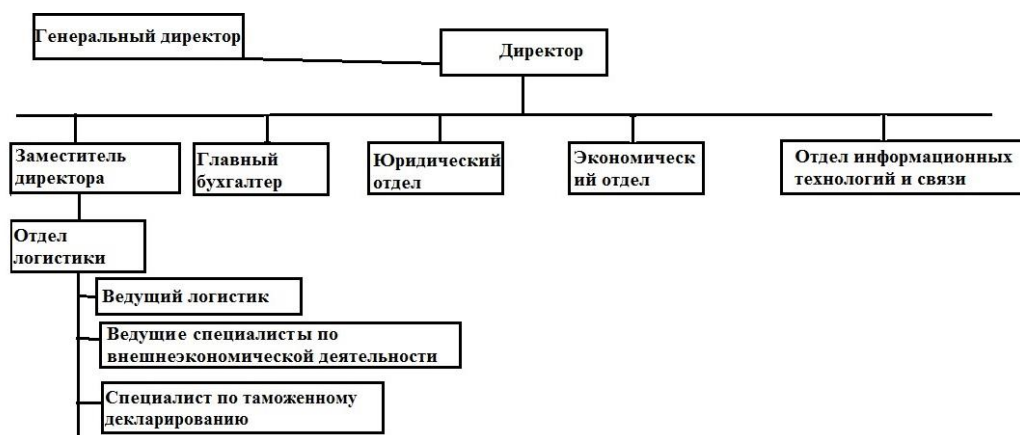 Генеральный директор
Директор
Заместитель
директора
Главный
бухгалтер
Юридический
отдел
Экономическ
ий отдел
Отдел информационных
технологий и связи
Отдел
логистики
Ведущий логистик
Ведущие специалисты по
внешнеэкономической деятельности
Специалист по таможенному
декларированию